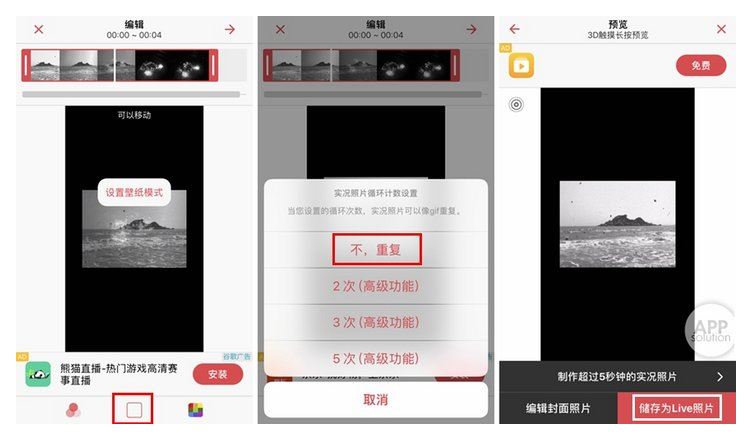 编辑
00:00 ~ 00:04
可以移动
设置壁纸模式
AD
谷歌广告
熊猫直播-热门游戏高清赛
事直播
安装
编辑
00:00 ~ 00:04
实况照片循环计数设置
当您设置的循环次数，实况照片可以像gif重复。
不，重复
2 次 (高级功能)
3 次 (高级功能)
5 次 (高级功能)
取消
预览
3D触摸长按预览
AD
免费
APP
solution
制作超过5秒钟的实况照片
编辑封面照片
储存为Live照片